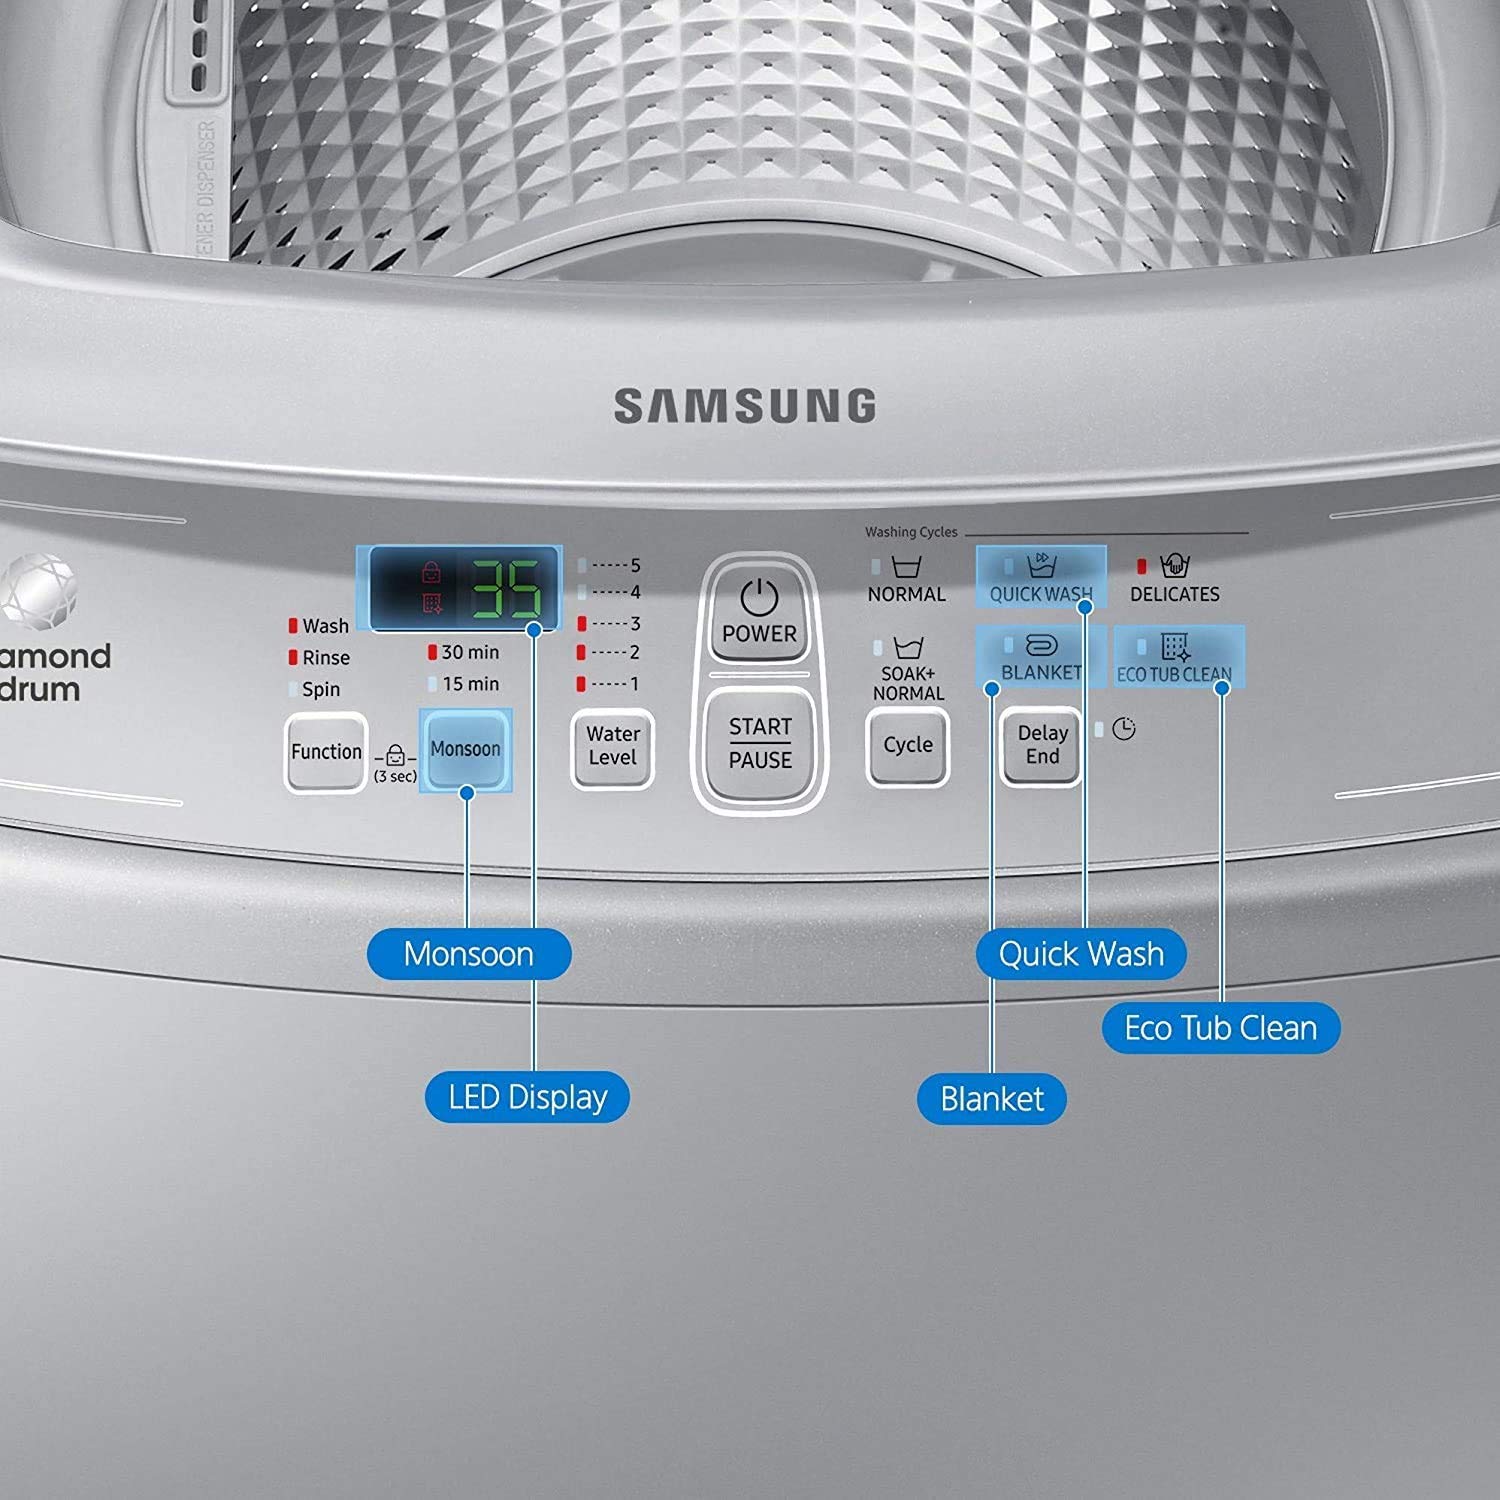 ENER DISPENSER
SAMSUNG
amond
drum
Wash
Rinse
Spin
35
30 min
15 min
5
4
3
2
1
Function
(3 sec)
Monsoon
Water
Level
POWER
START
PAUSE
Washing Cycles
NORMAL
QUICK WASH
DELICATES
SOAK+
NORMAL
BLANKET
ECO TUB CLEAN
Cycle
Delay
End
Monsoon
Quick Wash
Eco Tub Clean
LED Display
Blanket